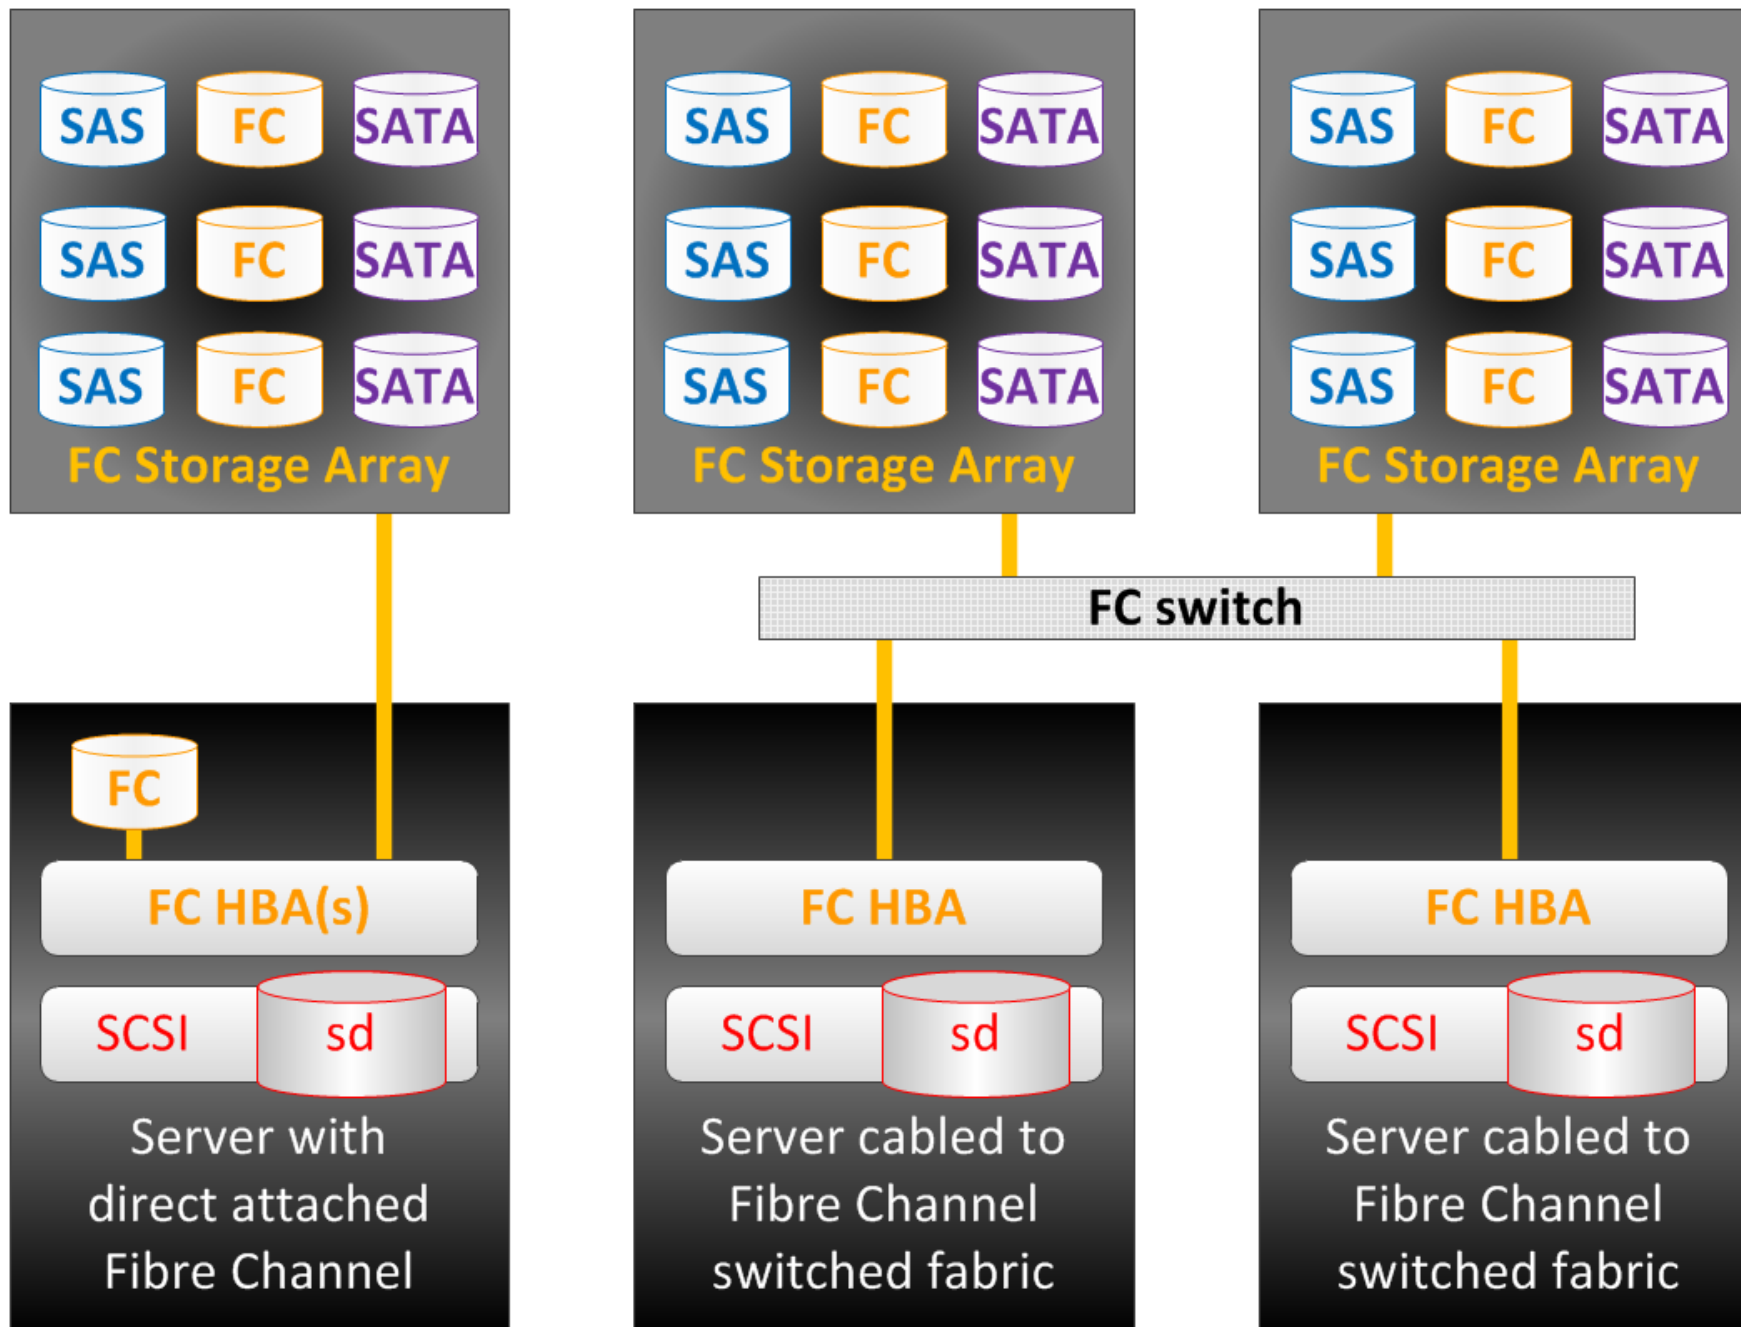 SAS FC SATA
SAS FC SATA
SAS FC SATA
FC Storage Array
SAS FC SATA
SAS FC SATA
SAS FC SATA
FC Storage Array
SAS FC SATA
SAS FC SATA
SAS FC SATA
FC Storage Array
FC switch
FC
FC HBA(s)
SCSI sd
Server with
direct attached
Fibre Channel
FC HBA
SCSI sd
Server cabled to
Fibre Channel
switched fabric
FC HBA
SCSI sd
Server cabled to
Fibre Channel
switched fabric